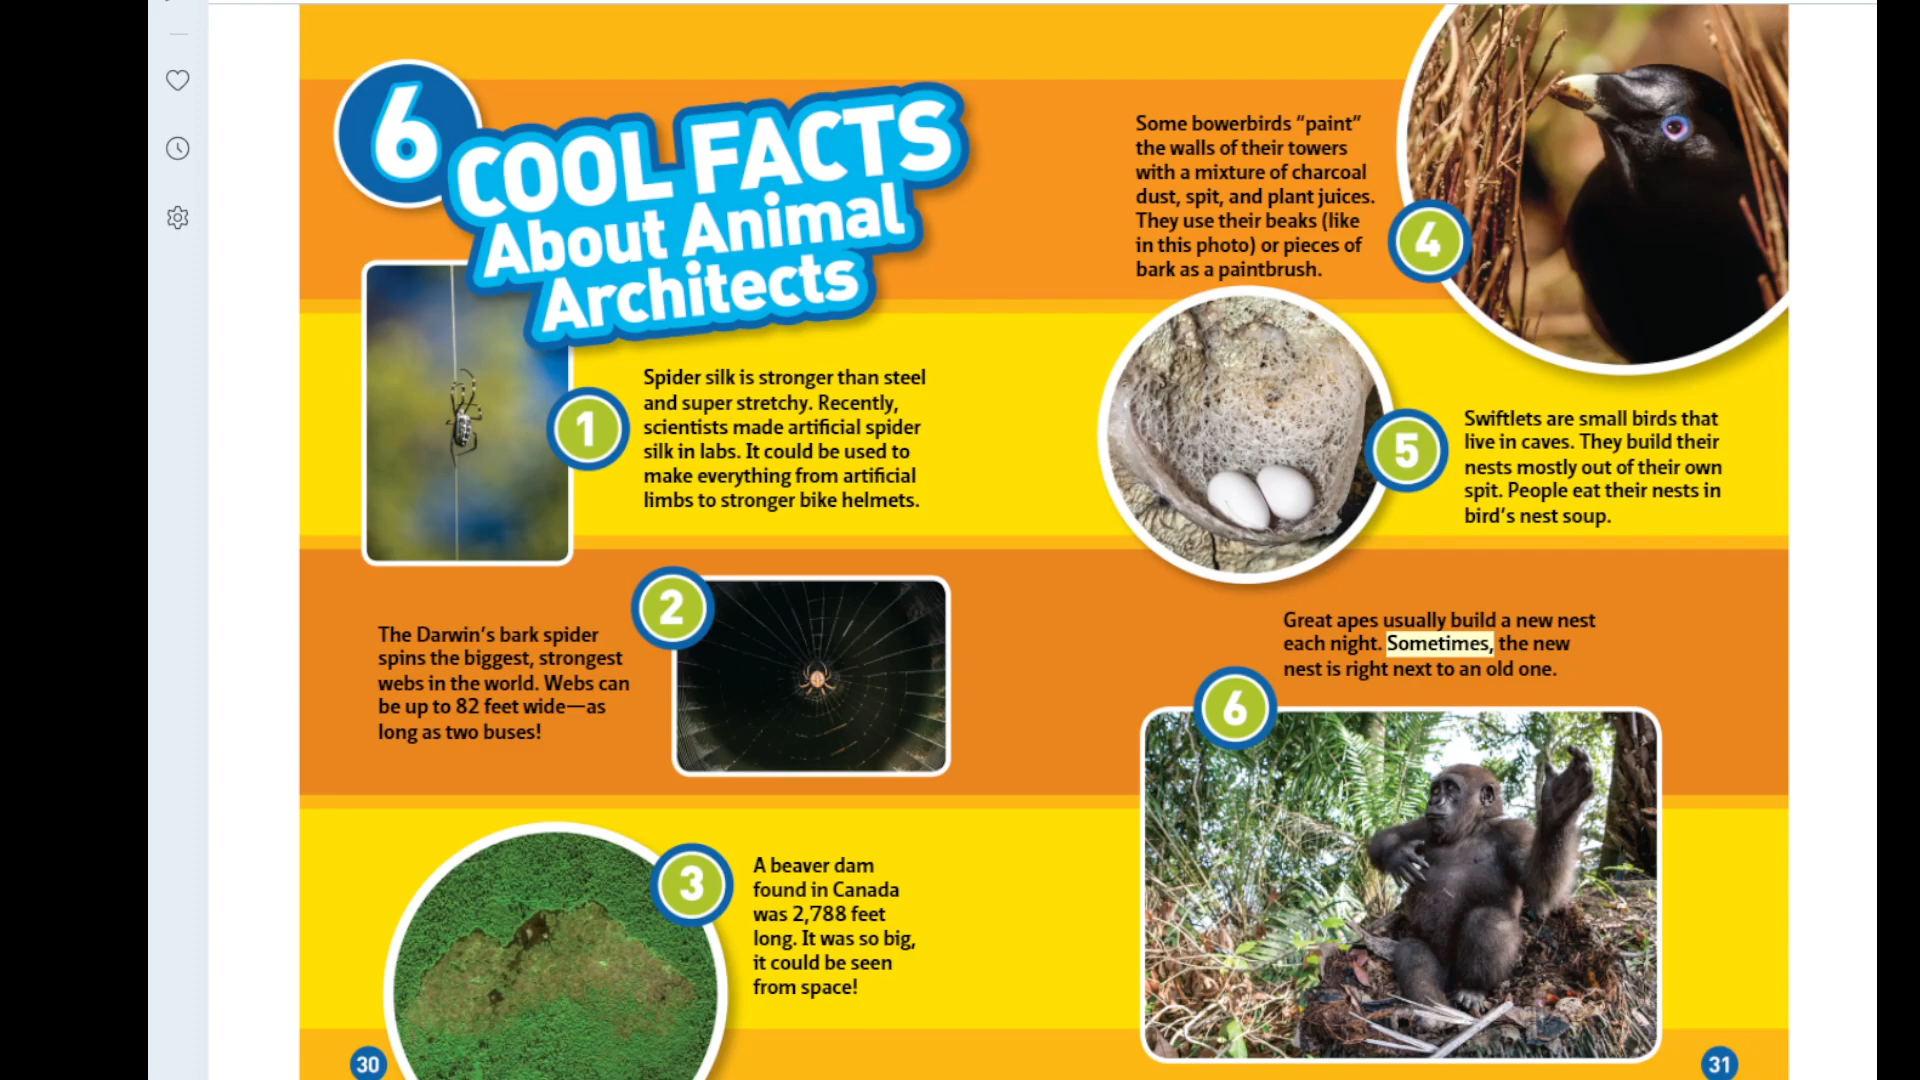 6
COOL FACTS
About Animal
Architects
1
Spider silk is stronger than steel
and super stretchy. Recently,
scientists made artificial spider
silk in labs. It could be used to
make everything from artificial
limbs to stronger bike helmets.
2
The Darwin's bark spider
spins the biggest, strongest
webs in the world. Webs can
be up to 82 feet wide—as
long as two buses!
3
A beaver dam
found in Canada
was 2,788 feet
long. It was so big,
it could be seen
from space!
30
Some bowerbirds “paint”
the walls of their towers
with a mixture of charcoal
dust, spit, and plant juices.
They use their beaks (like
in this photo) or pieces of
bark as a paintbrush.
4
5
Swiftlets are small birds that
live in caves. They build their
nests mostly out of their own
spit. People eat their nests in
bird's nest soup.
Great apes usually build a new nest
each night. Sometimes, the new
nest is right next to an old one.
6
31